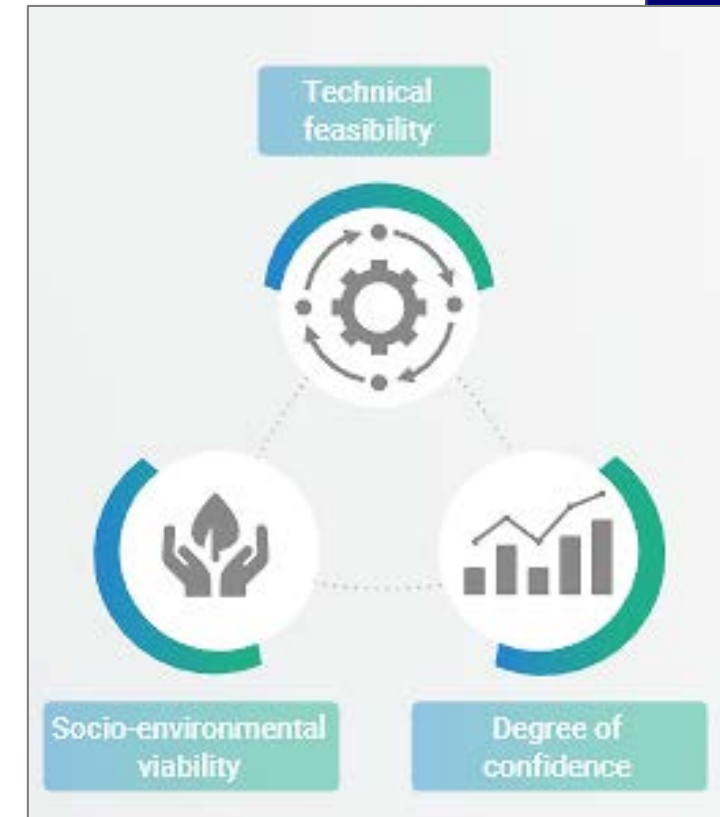 Technical
feasibility
Socio-environmental
viability
Degree of
confidence